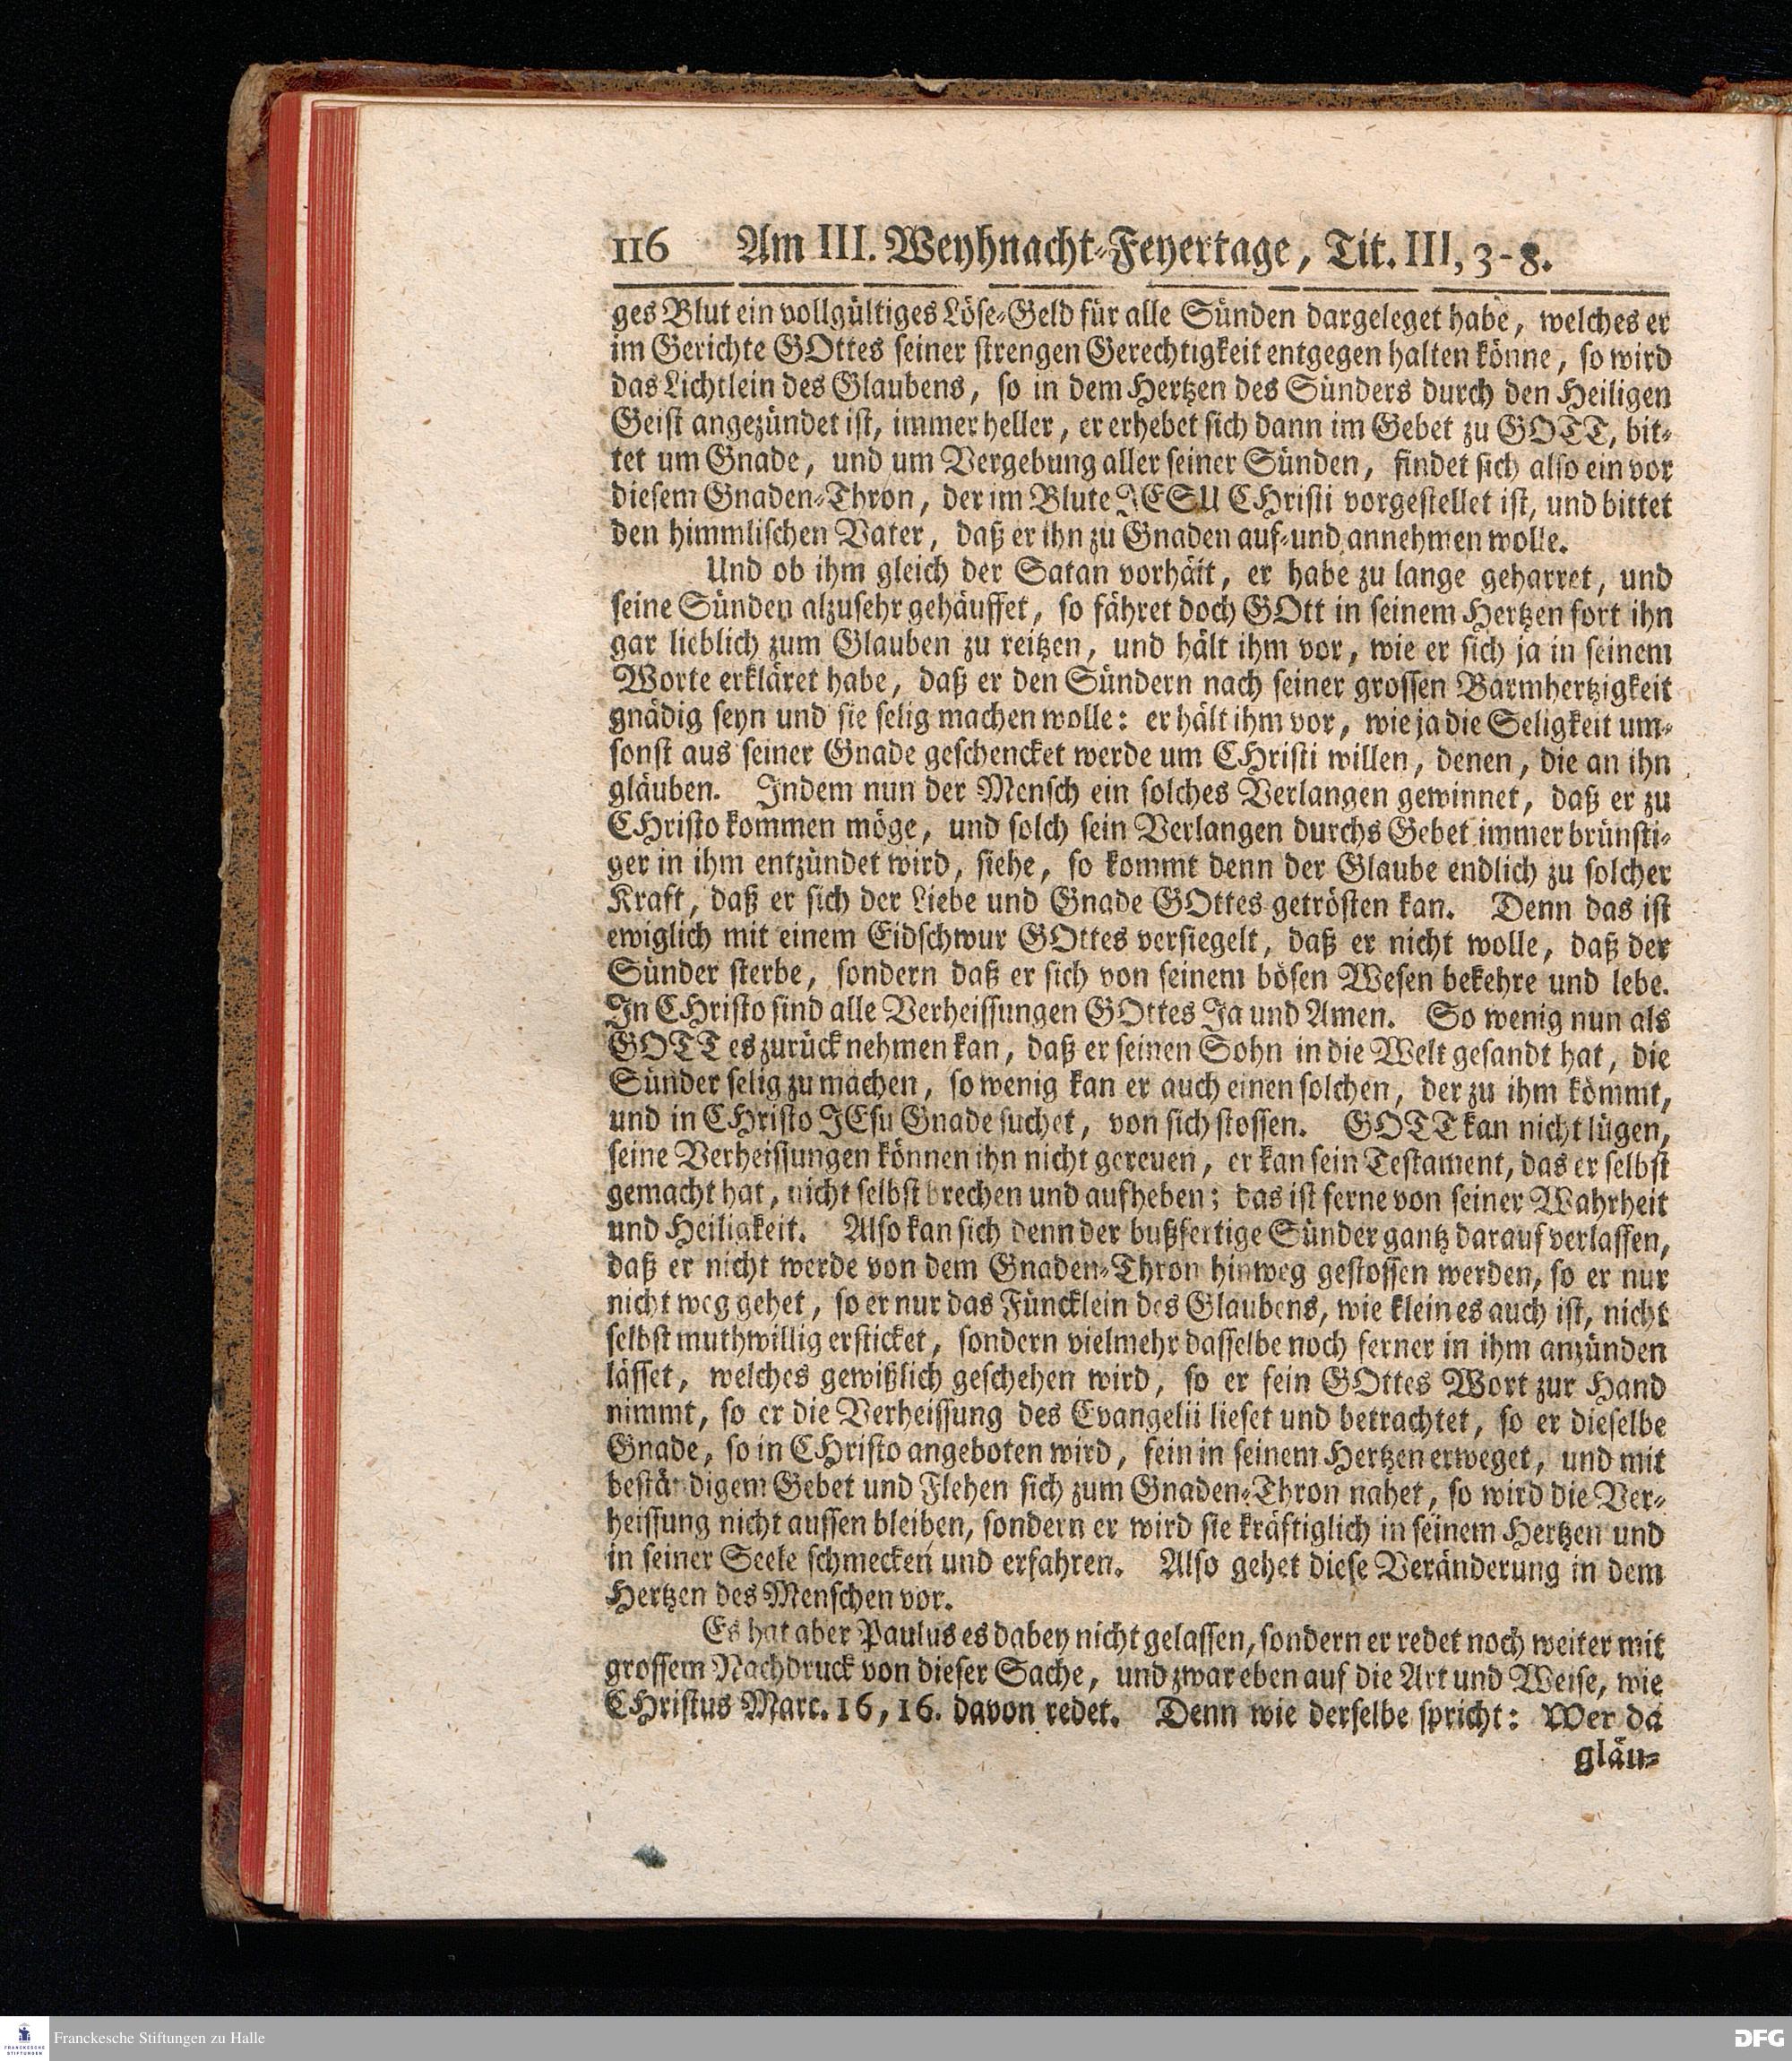 116 Am III. Weyhnacht-Feyertage, Tit. III, 3-8.
ges Blut ein vollgültiges Löse-Geld für alle Sünden dargeleget habe, welches er
im Gerichte GOttes seiner strengen Gerechtigkeit entgegen halten könne, so wird
das Lichtlein des Glaubens, so in dem Hertzen des Sünders durch den Heiligen
Geist angezündet ist, immer heller, er erhebet sich dann im Gebet zu GOTT, bit-
tet um Gnade, und um Vergebung aller seiner Sünden, findet sich also ein vor
diesem Gnaden-Thron, der im Blute JESU CHristi vorgestellet ist, und bittet
den himmlischen Vater, daß er ihn zu Gnaden auf-und annehmen wolle.
Und ob ihm gleich der Satan vorhält, er habe zu lange geharret, und
seine Sünden alzusehr gehäuffet, so fähret doch GOtt in seinem Hertzen fort ihn
gar lieblich zum Glauben zu reitzen, und hält ihm vor, wie er sich ja in seinem
Worte erkläret habe, daß er den Sündern nach seiner grossen Barmhertzigkeit
gnädig seyn und sie selig machen wolle: er hält ihm vor, wie ja die Seligkeit um-
sonst aus seiner Gnade geschencket werde um CHristi willen, denen, die an ihn
gläuben. Indem nun der Mensch ein solches Verlangen gewinnet, daß er zu
CHristo kommen möge, und solch sein Verlangen durchs Gebet immer brünsti-
ger in ihm entzündet wird, siehe, so kommt denn der Glaube endlich zu solcher
Kraft, daß er sich der Liebe und Gnade GOttes getrösten kan. Denn das ist
ewiglich mit einem Eidschwur GOttes versiegelt, daß er nicht wolle, daß der
Sünder sterbe, sondern daß er sich von seinem bösen Wesen bekehre und lebe.
In CHristo sind alle Verheissungen GOttes Ja und Amen. So wenig nun als
GOTT es zurück nehmen kan, daß er seinen Sohn in die Welt gesandt hat, die
Sünder selig zu machen, so wenig kan er auch einen solchen, der zu ihm kömmt,
und in CHristo JEsu Gnade suchet, von sich stossen. GOTT kan nicht lügen,
seine Verheissungen können ihn nicht gereuen, er kan sein Testament, das er selbst
gemacht hat, nicht selbst brechen und aufheben; das ist ferne von seiner Wahrheit
und Heiligkeit. Also kan sich denn der bußfertige Sünder gantz darauf verlassen,
daß er nicht werde von dem Gnaden-Thron hinweg gestossen werden, so er nur
nicht weg gehet, so er nur das Füncklein des Glaubens, wie klein es auch ist, nicht
selbst muthwillig ersticket, sondern vielmehr dasselbe noch ferner in ihm anzünden
lässet, welches gewißlich geschehen wird, so er fein GOttes Wort zur Hand
nimmt, so er die Verheissung des Evangelii lieset und betrachtet, so er dieselbe
Gnade, so in CHristo angeboten wird, fein in seinem Hertzen erweget, und mit
beständigem Gebet und Flehen sich zum Gnaden-Thron nahet, so wird die Ver-
heissung nicht aussen bleiben, sondern er wird sie kräftiglich in seinem Hertzen und
in seiner Seele schmecken und erfahren. Also gehet diese Veränderung in dem
Hertzen des Menschen vor.
Es hat aber Paulus es dabey nicht gelassen, sondern er redet noch weiter mit
grossem Nachdruck von dieser Sache, und zwar eben auf die Art und Weise, wie
CHristus Marc. 16, 16. davon redet. Denn wie derselbe spricht: Wer da
gläu-
FRANCKESCHE STIFTUNGEN
Franckesche Stiftungen zu Halle
DFG